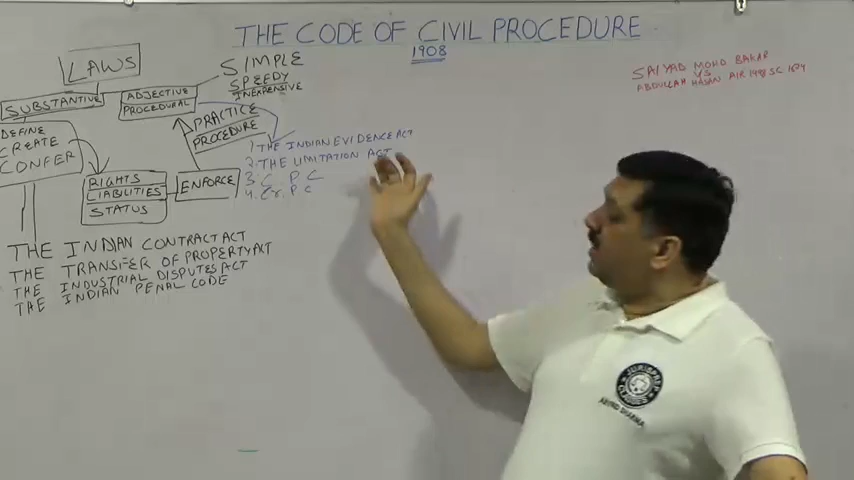 THE CODE OF CIVIL PROCEDURE
1908
LAWS
SUBSTANTIVE
ADJECTIVE
PROCEDURAL
SIMPLE
SPEEDY
INEXPENSIVE
SAIYAD MOHD BAKAR
VS
ABDULLAH HASAN AIR 1998 SC
DEFINE
CREATE
CONFER
PRACTICE
PROCEDURE
1 THE INDIAN EVIDENCE ACT
2. THE LIMITATION ACT
3. C. P C
4. Cr. P C
RIGHTS
LIABILITIES
STATUS
ENFORCE
THE INDIAN CONTRACT ACT
THE TRANSFER OF PROPERTY ACT
THE INDUSTRIAL DISPUTES ACT
THE INDIAN PENAL CODE
JURISPREP
CLASSES